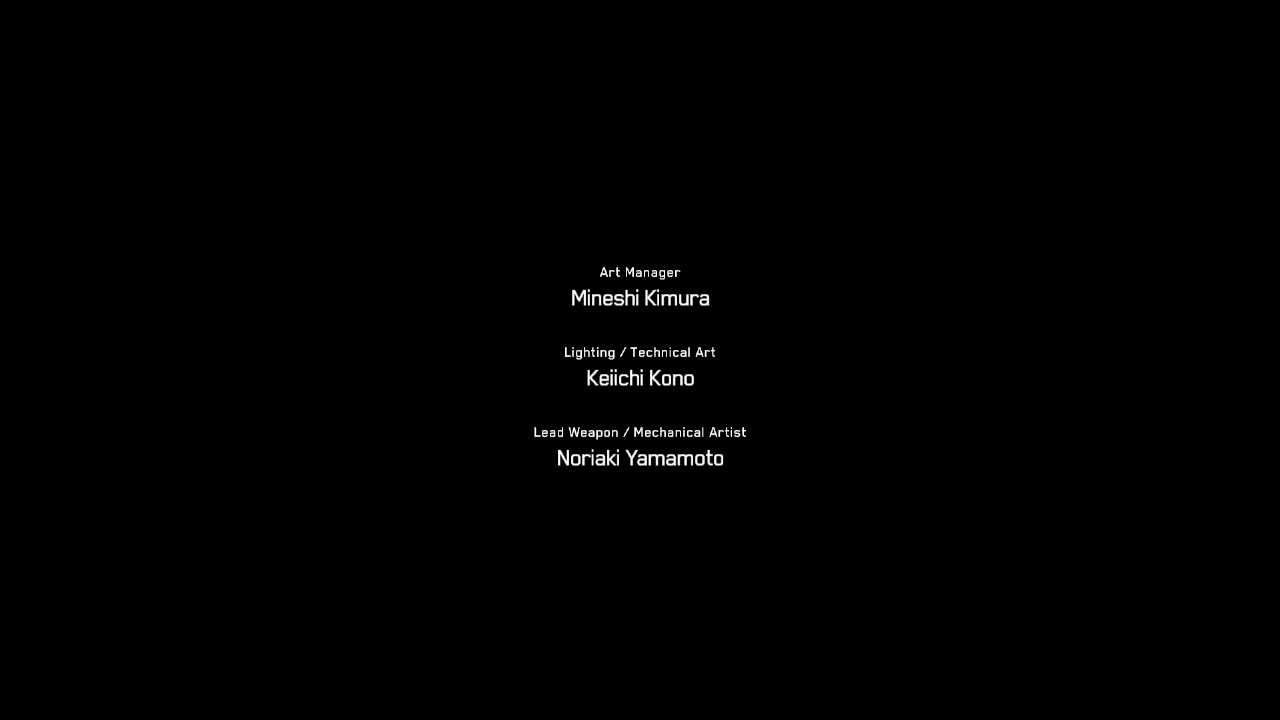 Art Manager
Mineshi Kimura
Lighting / Technical Art
Keiichi Kono
Lead Weapon / Mechanical Artist
Noriaki Yamamoto